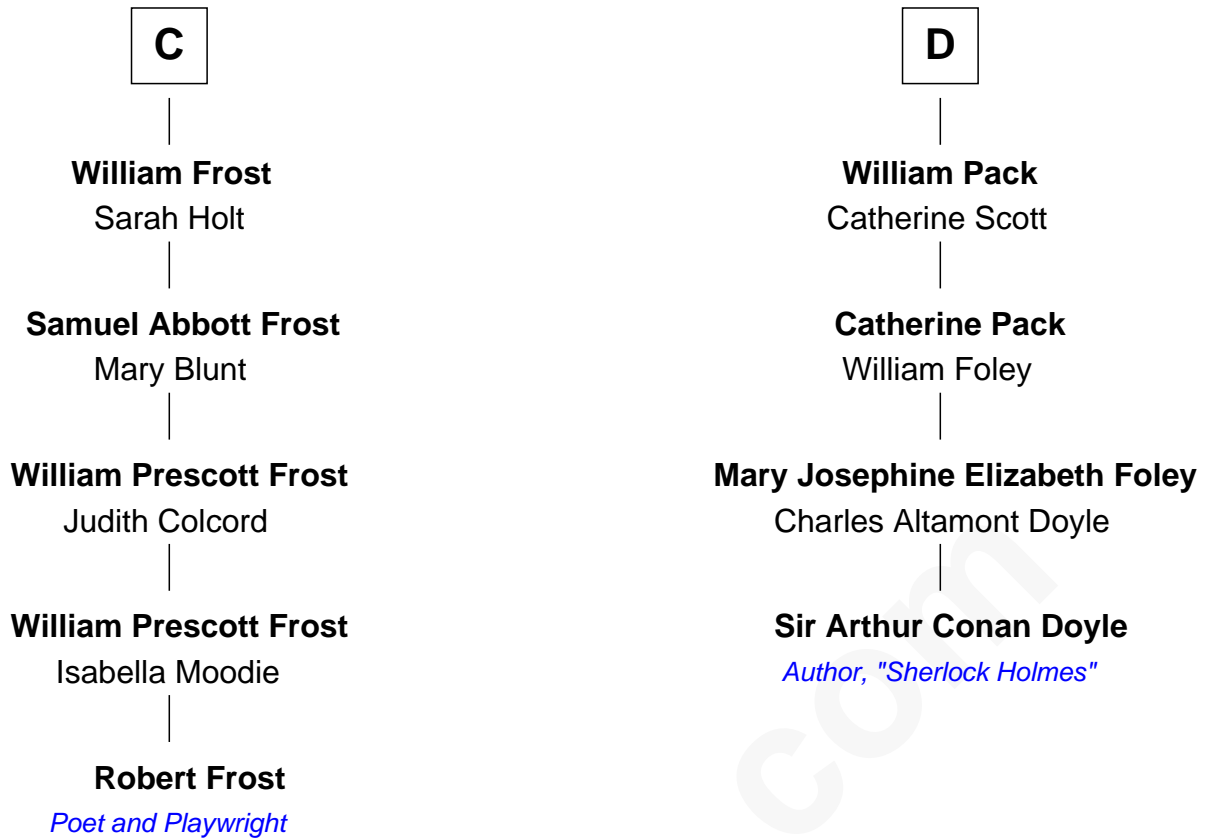 C
William Frost
Sarah Holt
Samuel Abbott Frost
Mary Blunt
William Prescott Frost
Judith Colcord
William Prescott Frost
Isabella Moodie
Robert Frost
Poet and Playwright
D
William Pack
Catherine Scott
Catherine Pack
William Foley
Mary Josephine Elizabeth Foley
Charles Altamont Doyle
Sir Arthur Conan Doyle
Author, "Sherlock Holmes"
com